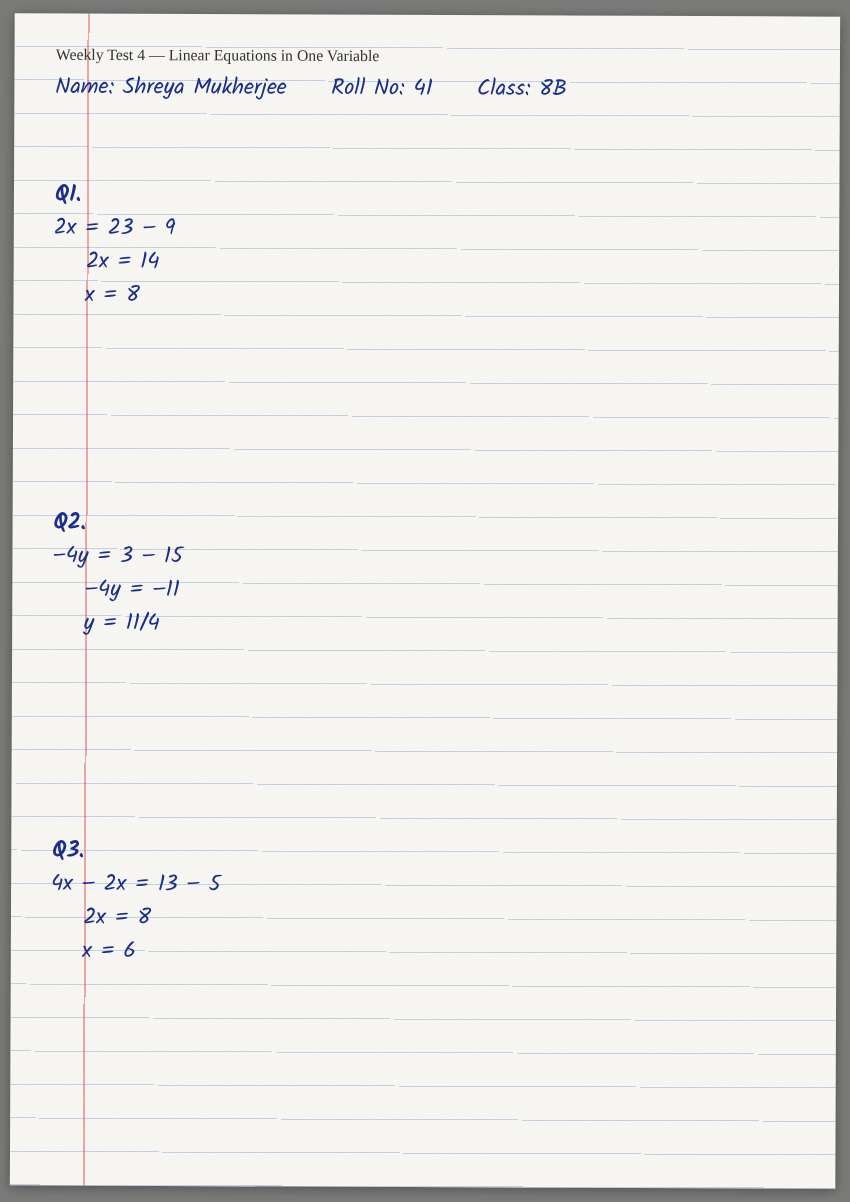 Weekly Test 4 — Linear Equations in One Variable
Name: Shreya Mukherjee Roll No: 41 Class: 8B
Q1.
2x = 23 – 9
2x = 14
x = 8
Q2.
–4y = 3 – 15
–4y = –11
y = 11/4
Q3.
4x – 2x = 13 – 5
2x = 8
x = 6